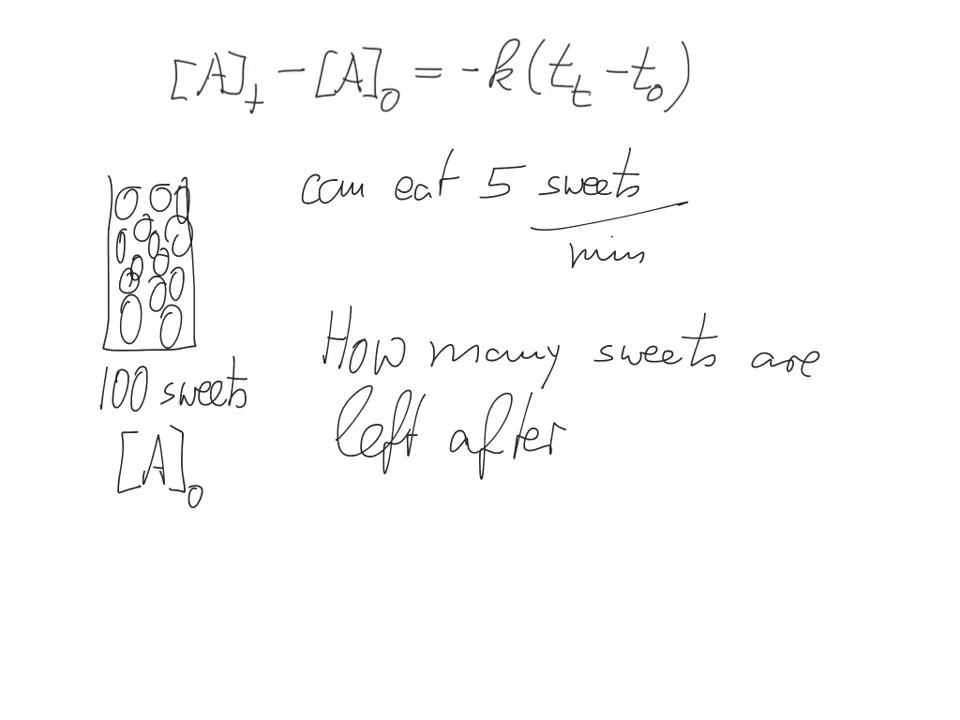 [A]t - [A]0 = -k(tt - t0)
can eat 5 sweets
min
How many sweets are
left after
100 sweets
[A]0